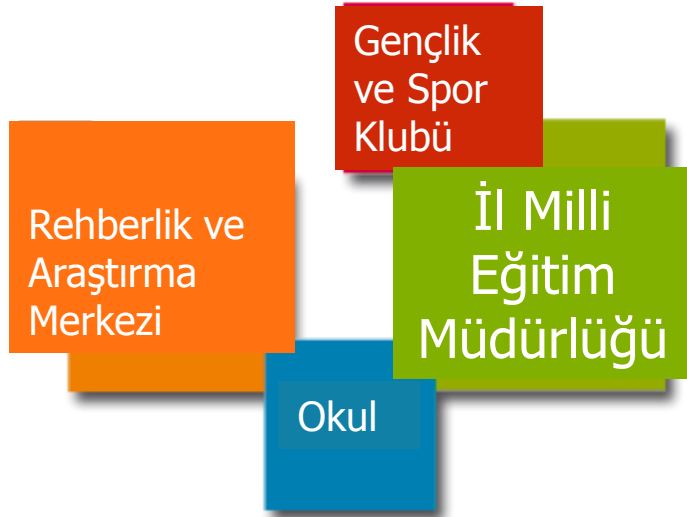 Gençlik
ve Spor
Klubü
Rehberlik ve
Araştırma
Merkezi
İl Milli
Eğitim
Müdürlüğü
Okul